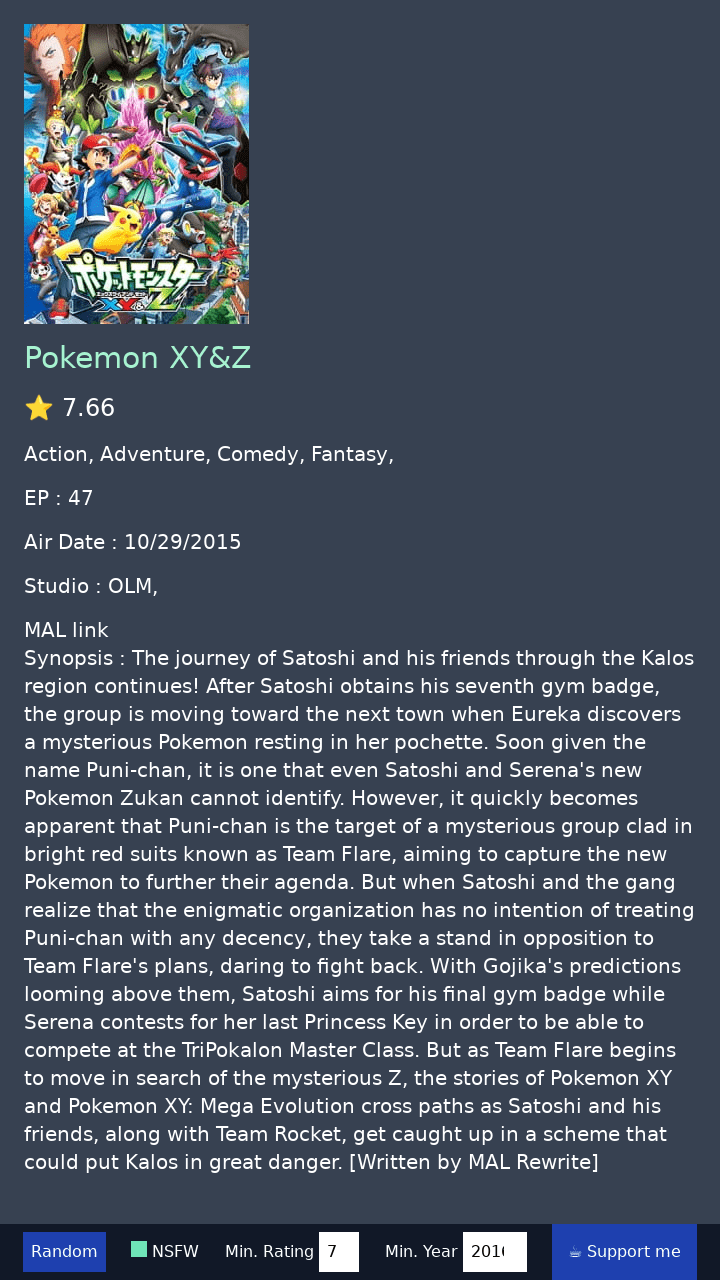 ポケットモンスター
XY&Z
Pokemon XY&Z
⭐ 7.66
Action, Adventure, Comedy, Fantasy,
EP : 47
Air Date : 10/29/2015
Studio : OLM,
MAL link
Synopsis : The journey of Satoshi and his friends through the Kalos
region continues! After Satoshi obtains his seventh gym badge,
the group is moving toward the next town when Eureka discovers
a mysterious Pokemon resting in her pochette. Soon given the
name Puni-chan, it is one that even Satoshi and Serena's new
Pokemon Zukan cannot identify. However, it quickly becomes
apparent that Puni-chan is the target of a mysterious group clad in
bright red suits known as Team Flare, aiming to capture the new
Pokemon to further their agenda. But when Satoshi and the gang
realize that the enigmatic organization has no intention of treating
Puni-chan with any decency, they take a stand in opposition to
Team Flare's plans, daring to fight back. With Gojika's predictions
looming above them, Satoshi aims for his final gym badge while
Serena contests for her last Princess Key in order to be able to
compete at the TriPokalon Master Class. But as Team Flare begins
to move in search of the mysterious Z, the stories of Pokemon XY
and Pokemon XY: Mega Evolution cross paths as Satoshi and his
friends, along with Team Rocket, get caught up in a scheme that
could put Kalos in great danger. [Written by MAL Rewrite]
Random NSFW Min. Rating 7 Min. Year 2016 ☕ Support me